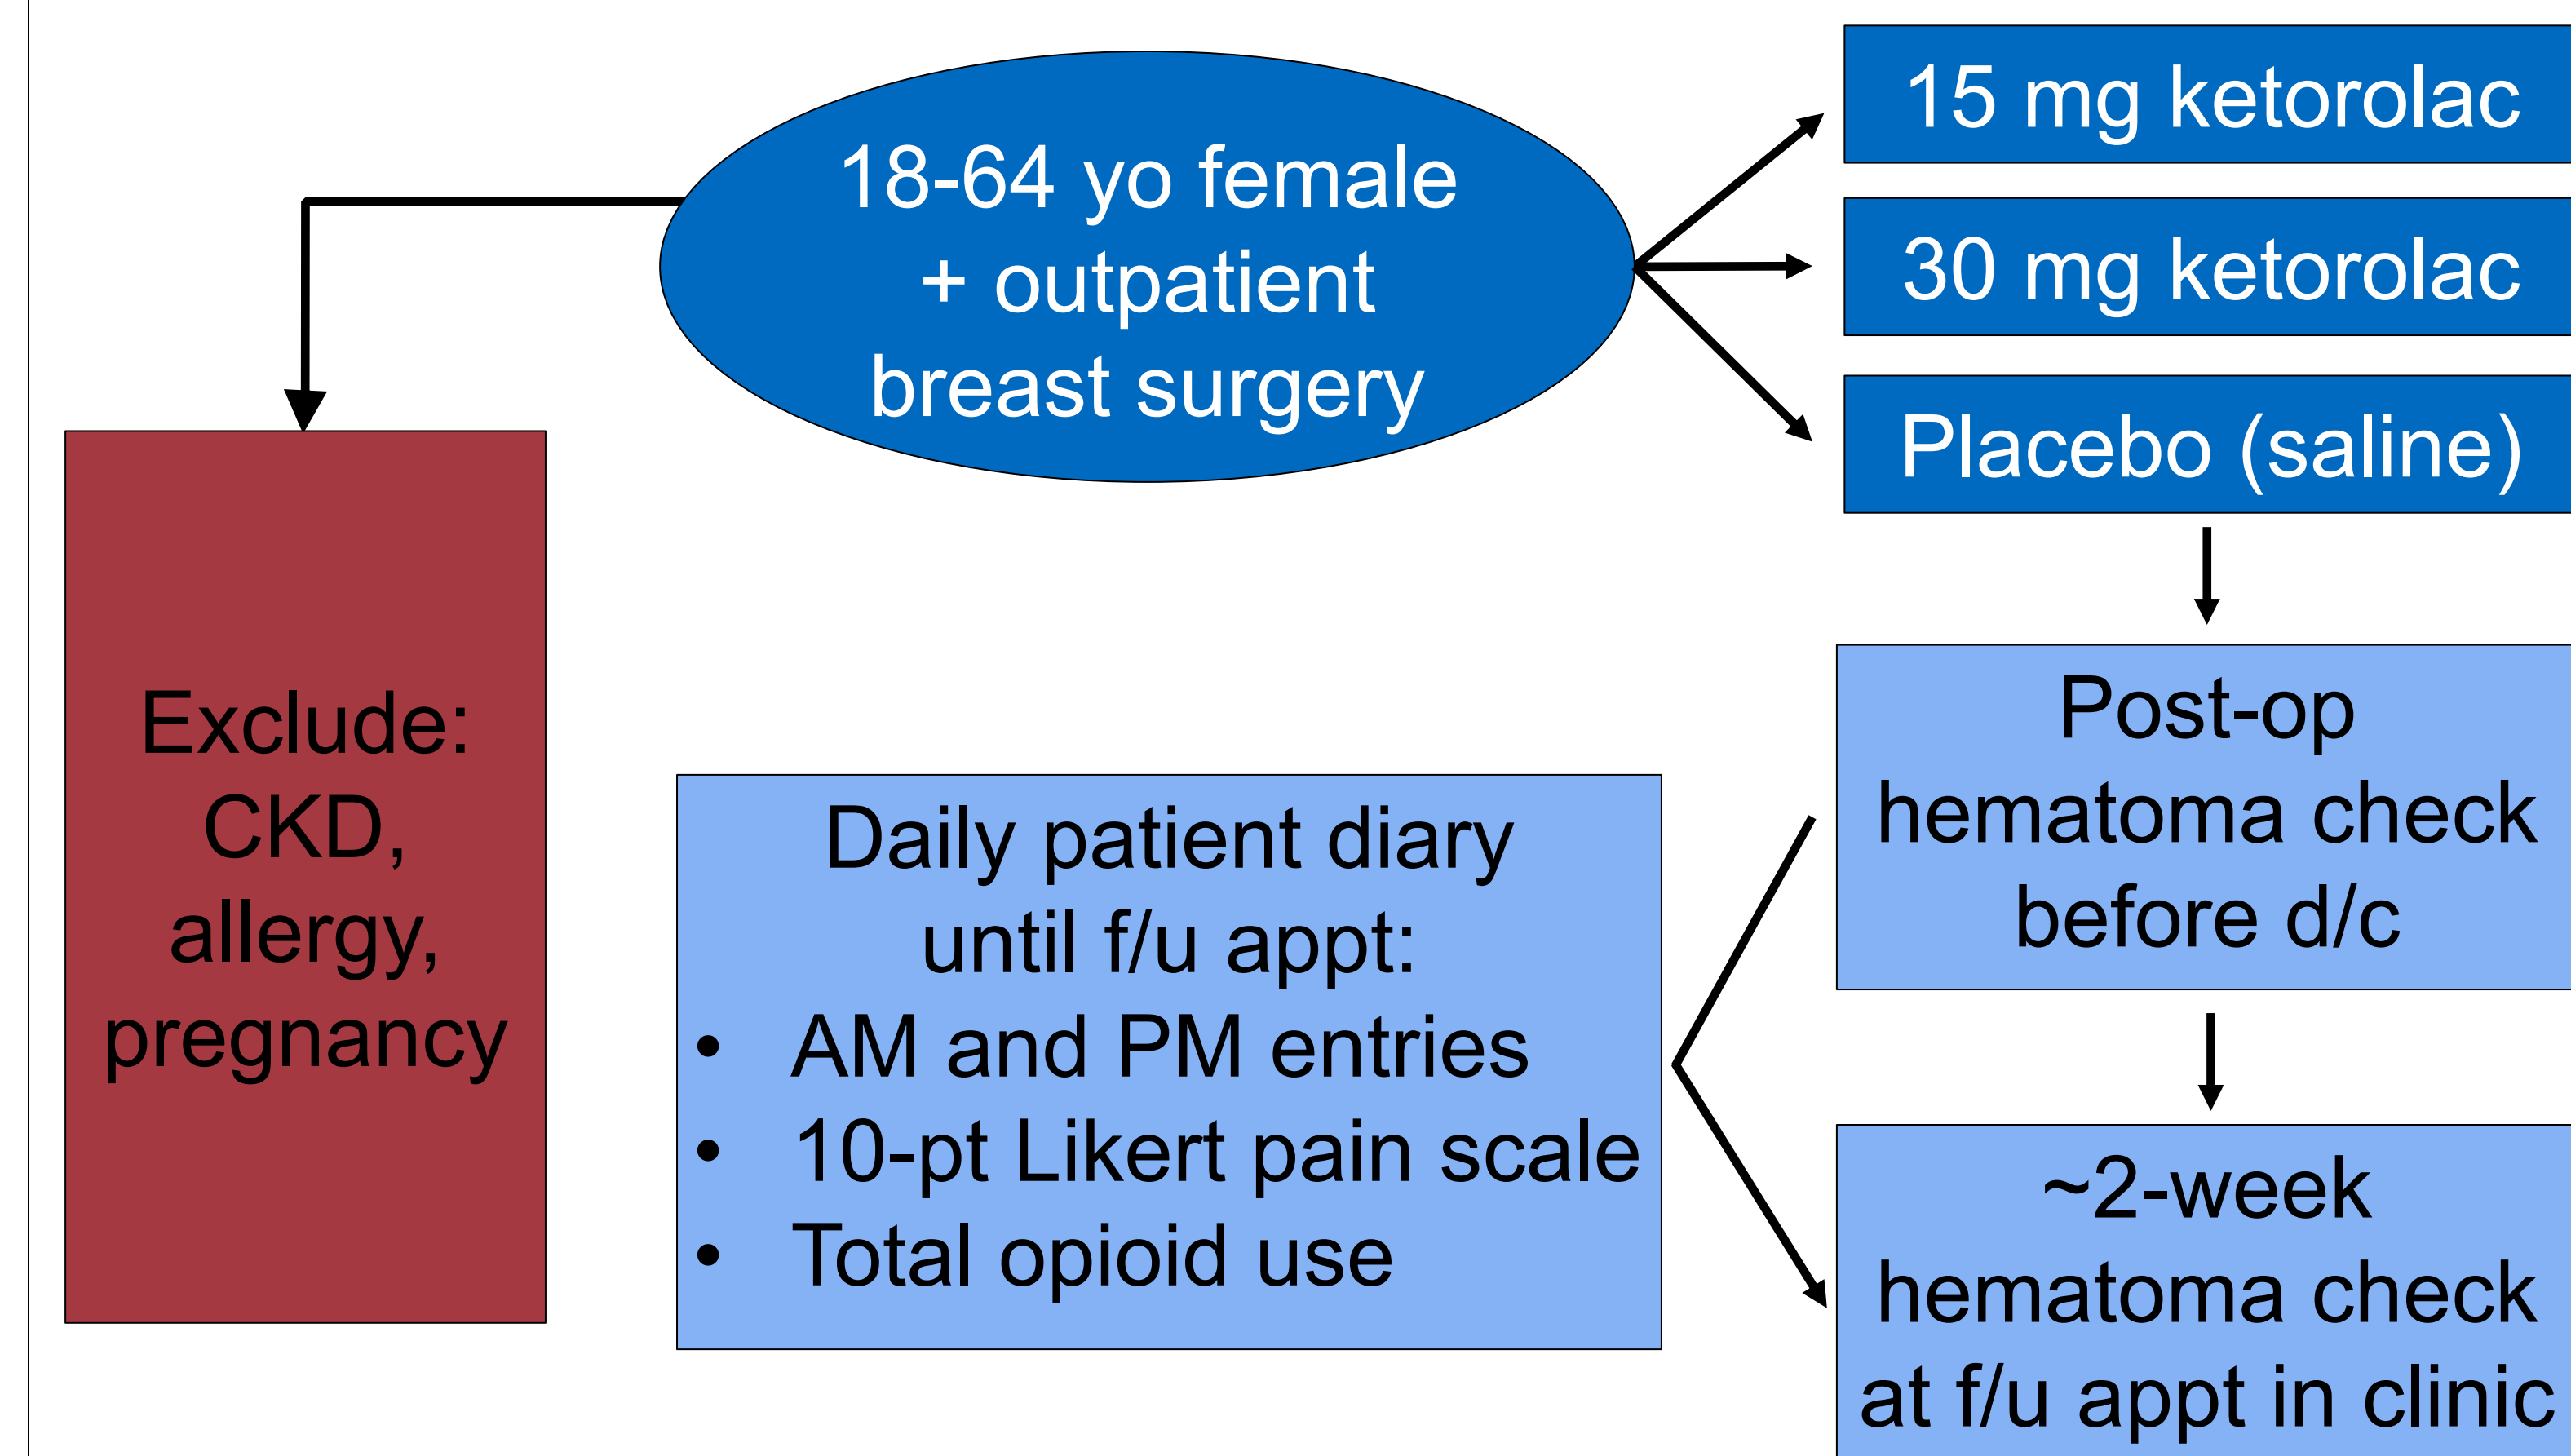 18-64 yo female
+ outpatient
breast surgery
15 mg ketorolac
30 mg ketorolac
Placebo (saline)
Exclude:
CKD,
allergy,
pregnancy
Post-op
hematoma check
before d/c
Daily patient diary
until f/u appt:
• AM and PM entries
• 10-pt Likert pain scale
• Total opioid use
~2-week
hematoma check
at f/u appt in clinic